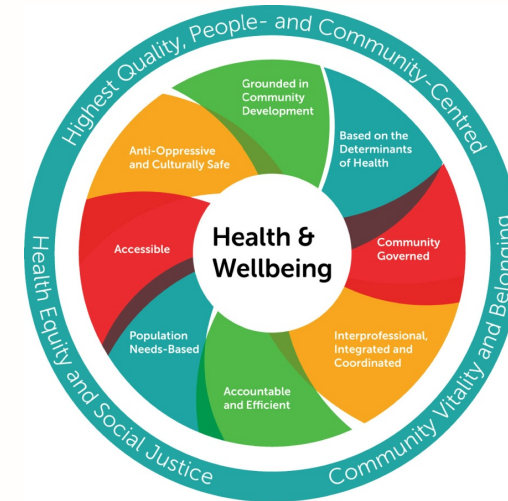 Highest Quality, People- and Community-Centred
Grounded in
Community
Development
Based on the
Determinants
of Health
Anti-Oppressive
and Culturally Safe
Accessible
Health &
Wellbeing
Community
Governed
Population
Needs-Based
Interprofessional,
Integrated and
Coordinated
Accountable
and Efficient
Health Equity and Social Justice
Community Vitality and Belonging